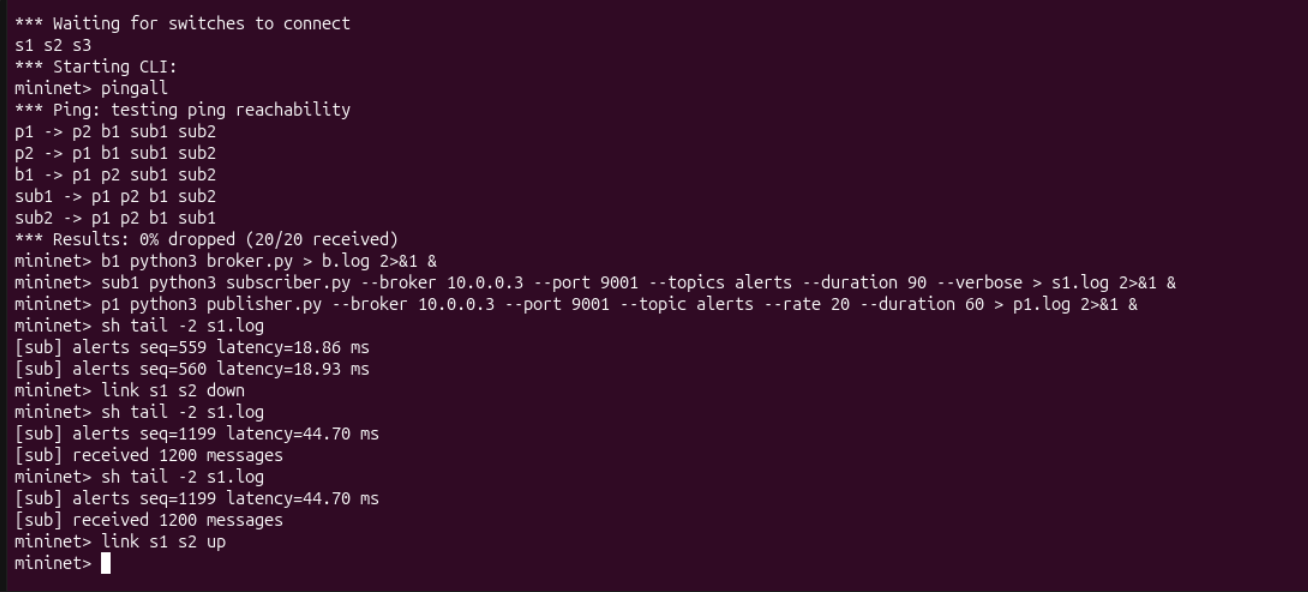 *** Waiting for switches to connect
s1 s2 s3
*** Starting CLI:
mininet> pingall
*** Ping: testing ping reachability
p1 -> p2 b1 sub1 sub2
p2 -> p1 b1 sub1 sub2
b1 -> p1 p2 sub1 sub2
sub1 -> p1 p2 b1 sub2
sub2 -> p1 p2 b1 sub1
*** Results: 0% dropped (20/20 received)
mininet> b1 python3 broker.py > b.log 2>&1 &
mininet> sub1 python3 subscriber.py --broker 10.0.0.3 --port 9001 --topics alerts --duration 90 --verbose > s1.log 2>&1 &
mininet> p1 python3 publisher.py --broker 10.0.0.3 --port 9001 --topic alerts --rate 20 --duration 60 > p1.log 2>&1 &
mininet> sh tail -2 s1.log
[sub] alerts seq=559 latency=18.86 ms
[sub] alerts seq=560 latency=18.93 ms
mininet> link s1 s2 down
mininet> sh tail -2 s1.log
[sub] alerts seq=1199 latency=44.70 ms
[sub] received 1200 messages
mininet> sh tail -2 s1.log
[sub] alerts seq=1199 latency=44.70 ms
[sub] received 1200 messages
mininet> link s1 s2 up
mininet>